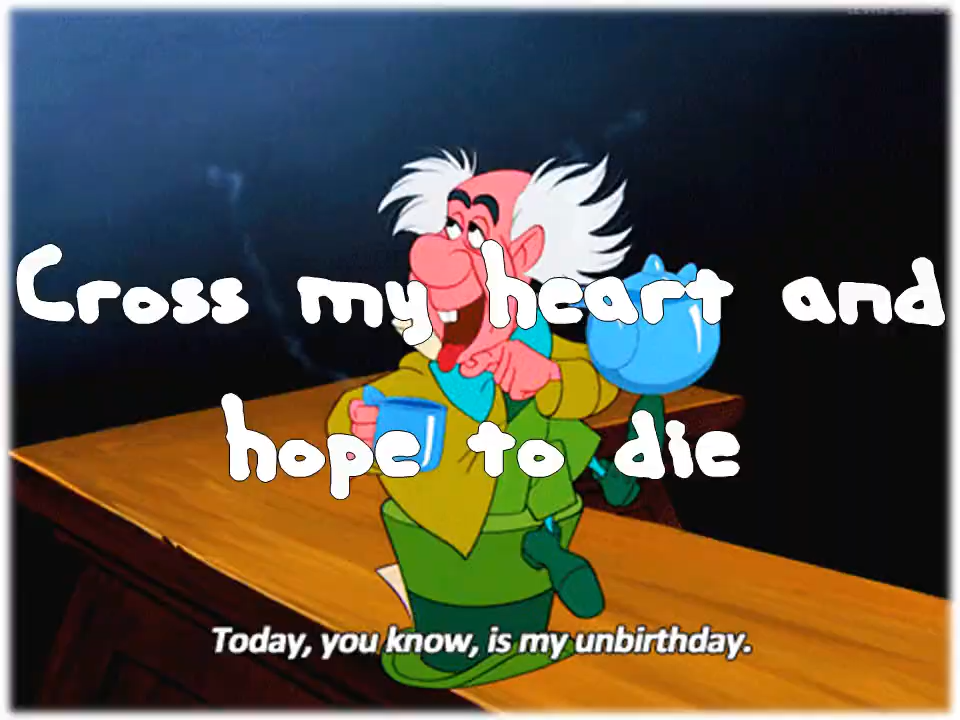 Cross my heart and
hope to die
Today, you know, is my unbirthday.